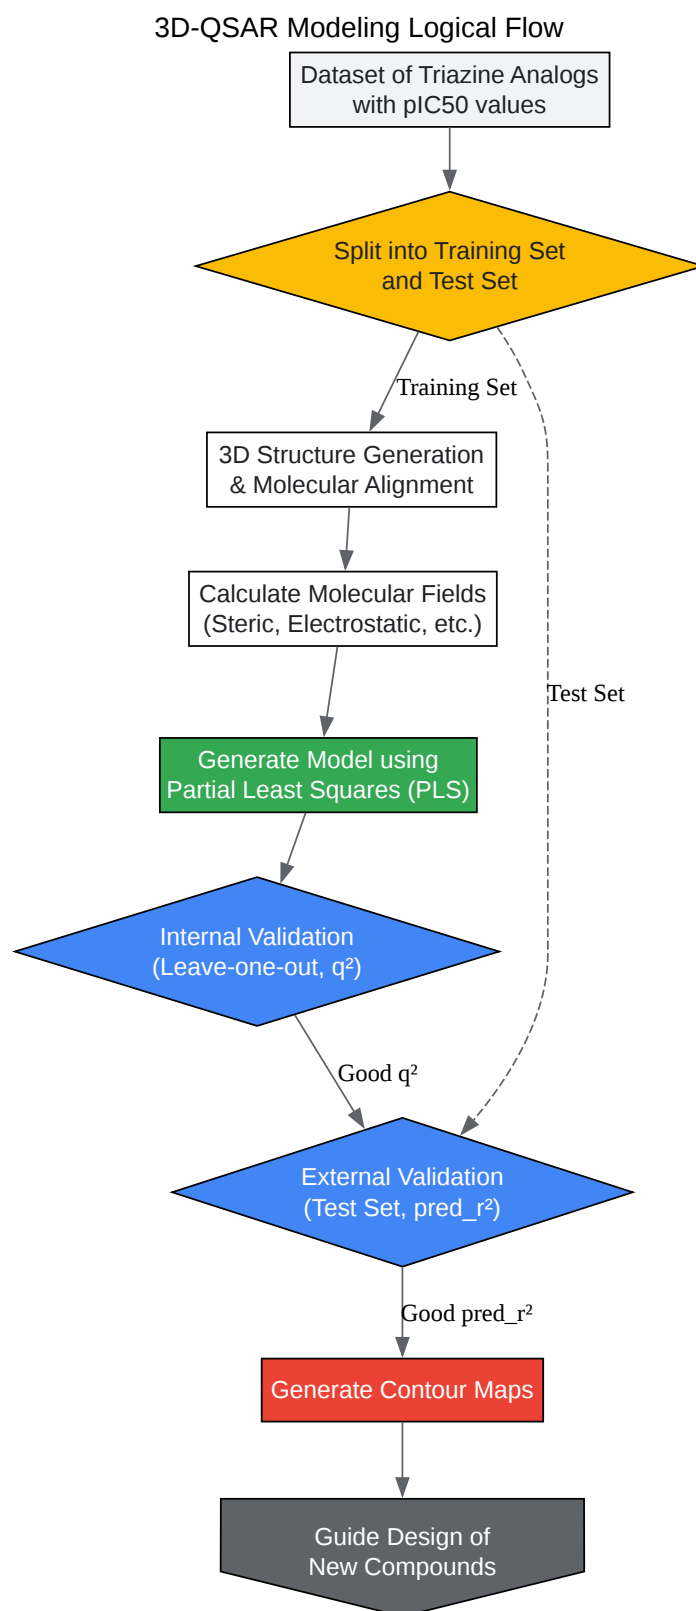 3D-QSAR Modeling Logical Flow
Dataset of Triazine Analogs
with pIC50 values
Split into Training Set
and Test Set
Training Set
3D Structure Generation
& Molecular Alignment
Calculate Molecular Fields
(Steric, Electrostatic, etc.)
Test Set
Generate Model using
Partial Least Squares (PLS)
Internal Validation
(Leave-one-out, q²)
Good q²
External Validation
(Test Set, pred_r²)
Good pred_r²
Generate Contour Maps
Guide Design of
New Compounds